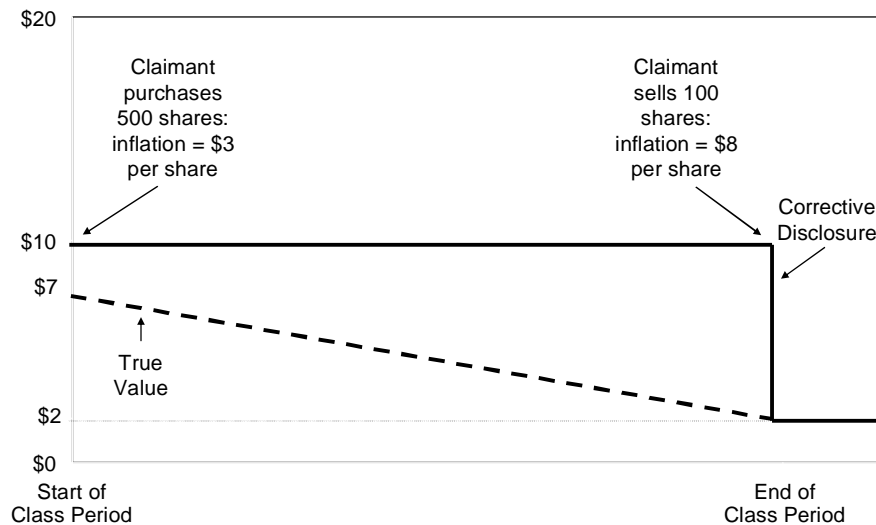 $20
Claimant
purchases
500 shares:
inflation = $3
per share
Claimant
sells 100
shares:
inflation = $8
per share
Corrective
Disclosure
$10
$7
True
Value
$2
$0
Start of
Class Period
End of
Class Period